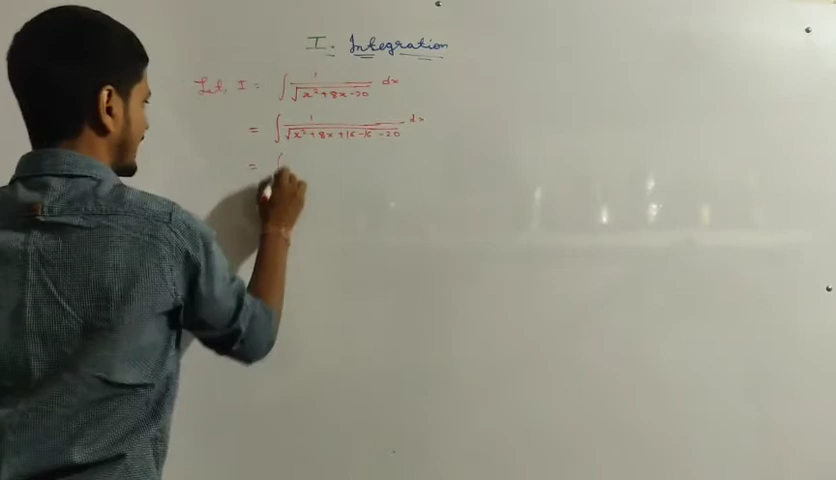 I. Integration
Let, I = ∫ 1/√(x²+8x-20) dx
= ∫ 1/√(x²+8x+16-16-20) dx
= ∫